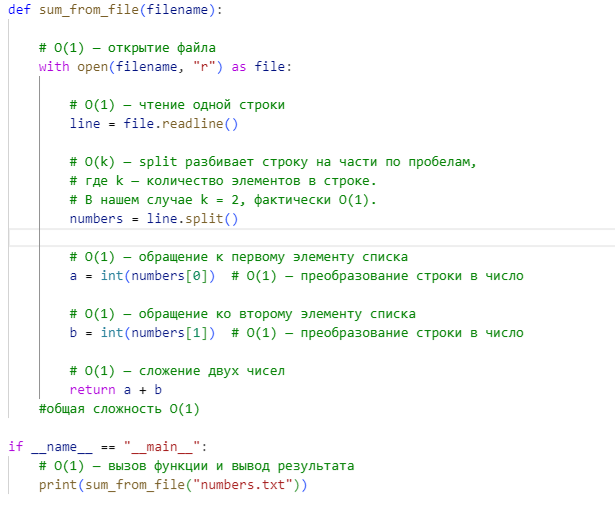 def sum_from_file(filename):
# O(1) — открытие файла
with open(filename, "r") as file:
# O(1) — чтение одной строки
line = file.readline()
# O(k) — split разбивает строку на части по пробелам,
# где k — количество элементов в строке.
# В нашем случае k = 2, фактически O(1).
numbers = line.split()
# O(1) — обращение к первому элементу списка
a = int(numbers[0])  # O(1) — преобразование строки в число
# O(1) — обращение ко второму элементу списка
b = int(numbers[1])  # O(1) — преобразование строки в число
# O(1) — сложение двух чисел
return a + b
#общая сложность O(1)
if __name__ == "__main__":
# O(1) — вызов функции и вывод результата
print(sum_from_file("numbers.txt"))